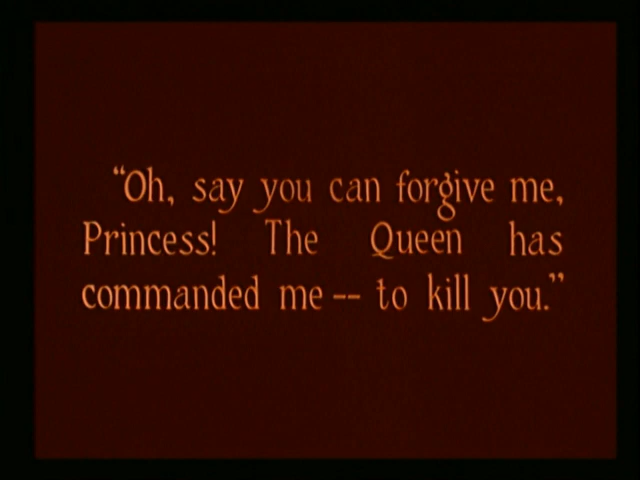 “Oh, say you can forgive me,
Princess! The Queen has
commanded me -- to kill you.”